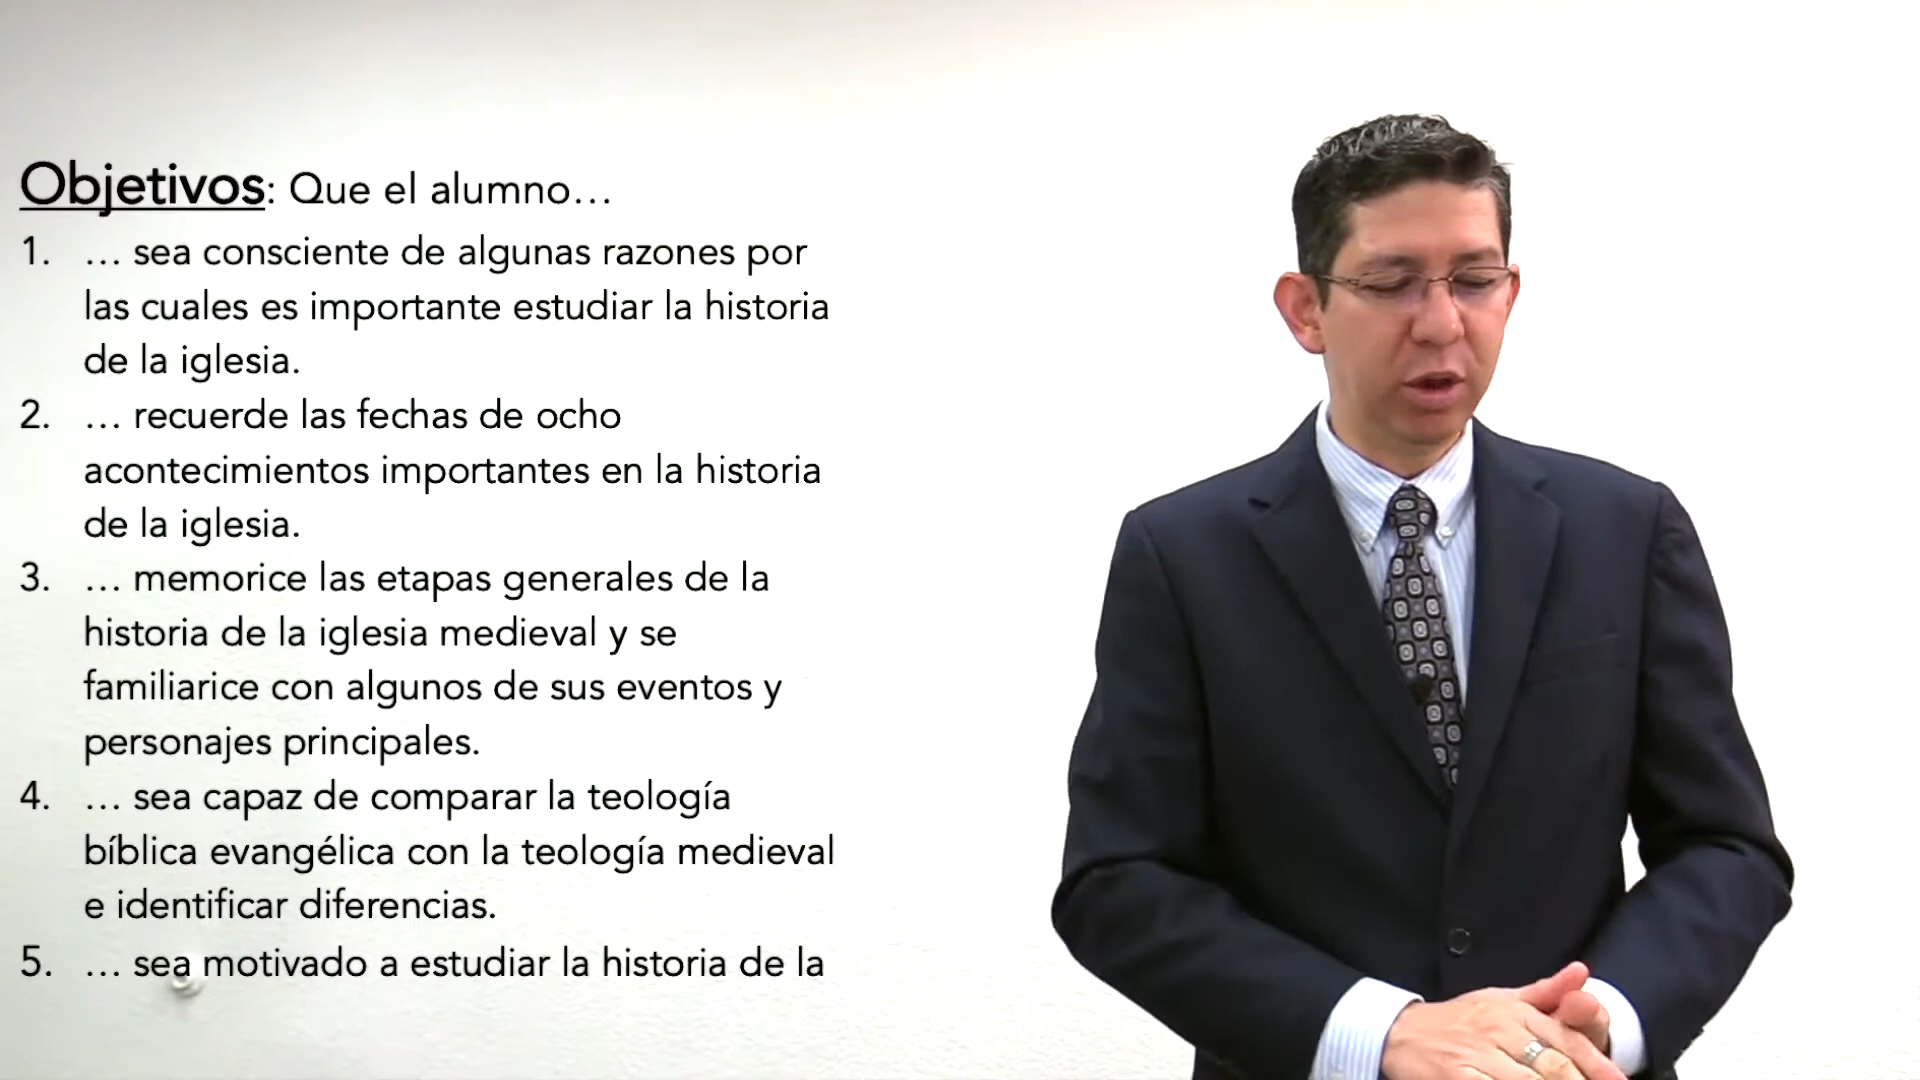 Objetivos: Que el alumno...
1. ... sea consciente de algunas razones por
las cuales es importante estudiar la historia
de la iglesia.
2. ... recuerde las fechas de ocho
acontecimientos importantes en la historia
de la iglesia.
3. ... memorice las etapas generales de la
historia de la iglesia medieval y se
familiarice con algunos de sus eventos y
personajes principales.
4. ... sea capaz de comparar la teología
bíblica evangélica con la teología medieval
e identificar diferencias.
5. ... sea motivado a estudiar la historia de la